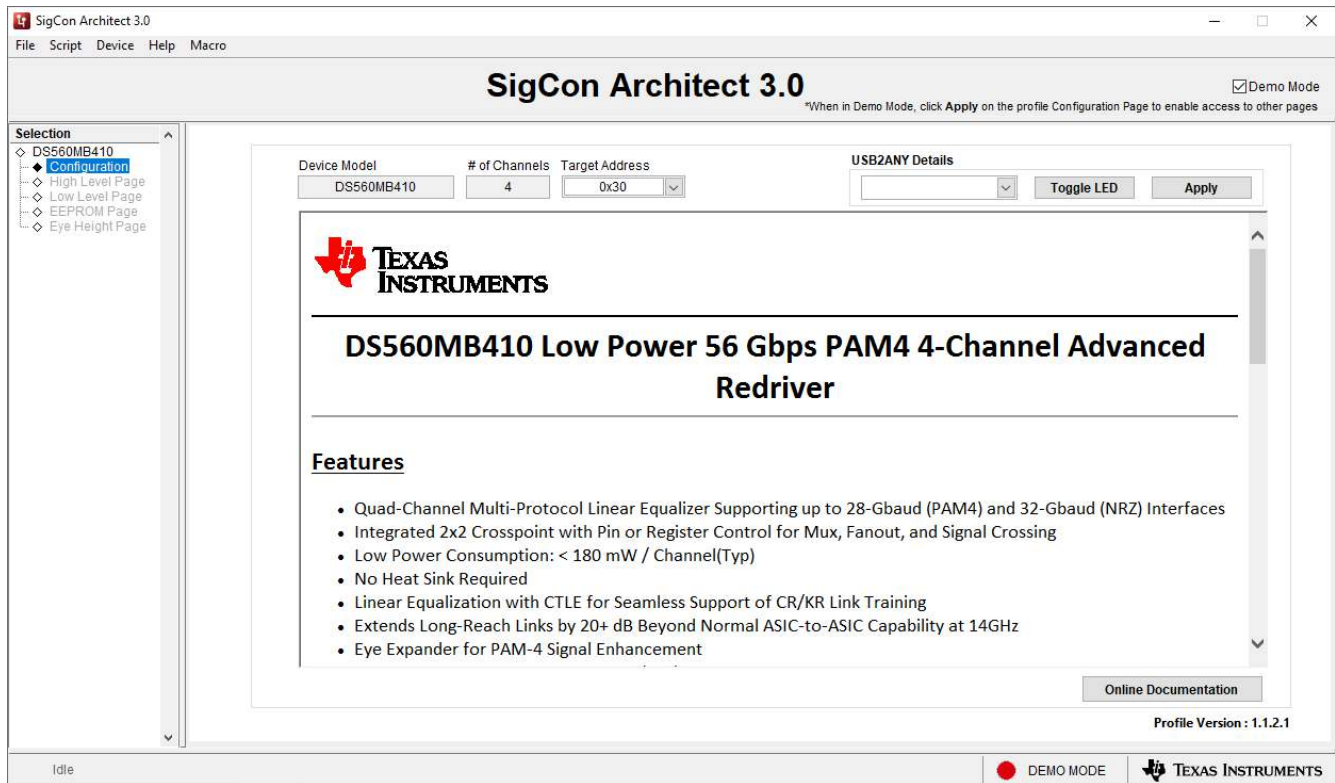 SigCon Architect 3.0
File Script Device Help Macro
SigCon Architect 3.0
Demo Mode
*When in Demo Mode, click Apply on the profile Configuration Page to enable access to other pages
Selection
DS560MB410
Configuration
High Level Page
Low Level Page
EEPROM Page
Eye Height Page
Device Model # of Channels Target Address
DS560MB410 4 0x30
USB2ANY Details
Toggle LED Apply
TEXAS
INSTRUMENTS
DS560MB410 Low Power 56 Gbps PAM4 4-Channel Advanced
Redriver
Features
• Quad-Channel Multi-Protocol Linear Equalizer Supporting up to 28-Gbaud (PAM4) and 32-Gbaud (NRZ) Interfaces
• Integrated 2x2 Crosspoint with Pin or Register Control for Mux, Fanout, and Signal Crossing
• Low Power Consumption: < 180 mW / Channel(Typ)
• No Heat Sink Required
• Linear Equalization with CTLE for Seamless Support of CR/KR Link Training
• Extends Long-Reach Links by 20+ dB Beyond Normal ASIC-to-ASIC Capability at 14GHz
• Eye Expander for PAM-4 Signal Enhancement
Online Documentation
Profile Version : 1.1.2.1
Idle
DEMO MODE
TEXAS INSTRUMENTS